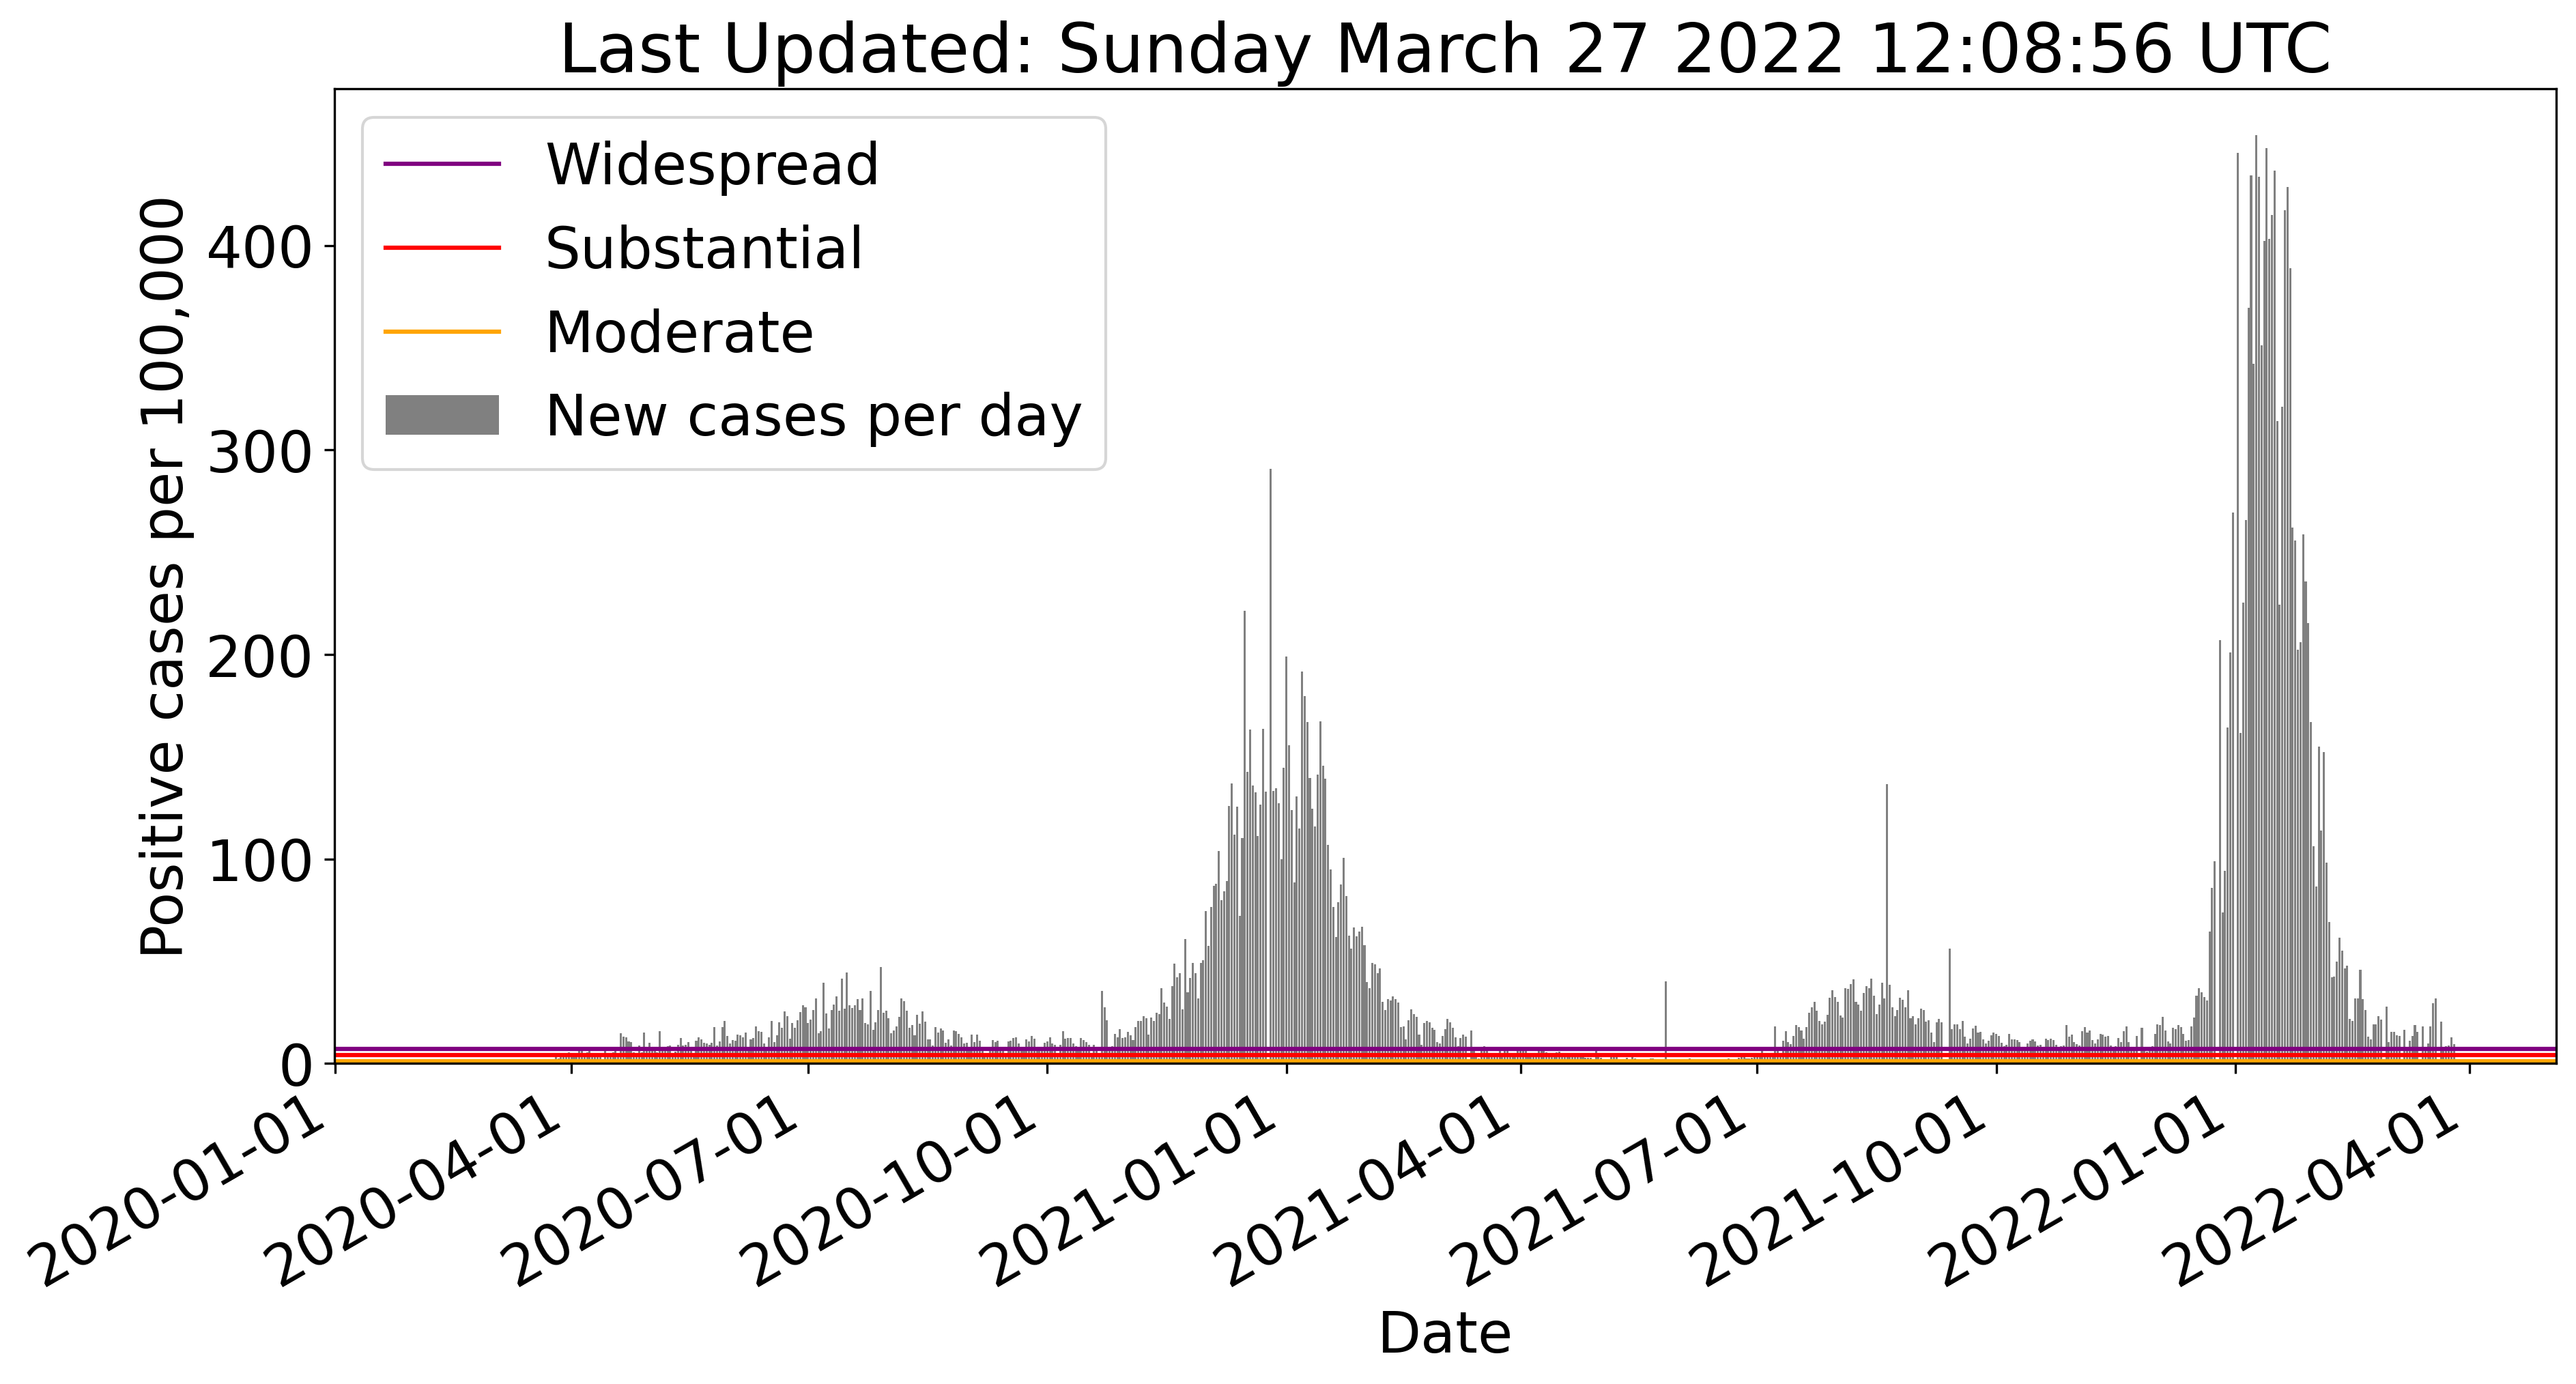 Last Updated: Sunday March 27 2022 12:08:56 UTC
Widespread
Substantial
Moderate
New cases per day
Positive cases per 100,000
400
300
200
100
0
2020-01-01
2020-04-01
2020-07-01
2020-10-01
2021-01-01
2021-04-01
2021-07-01
2021-10-01
2022-01-01
2022-04-01
Date